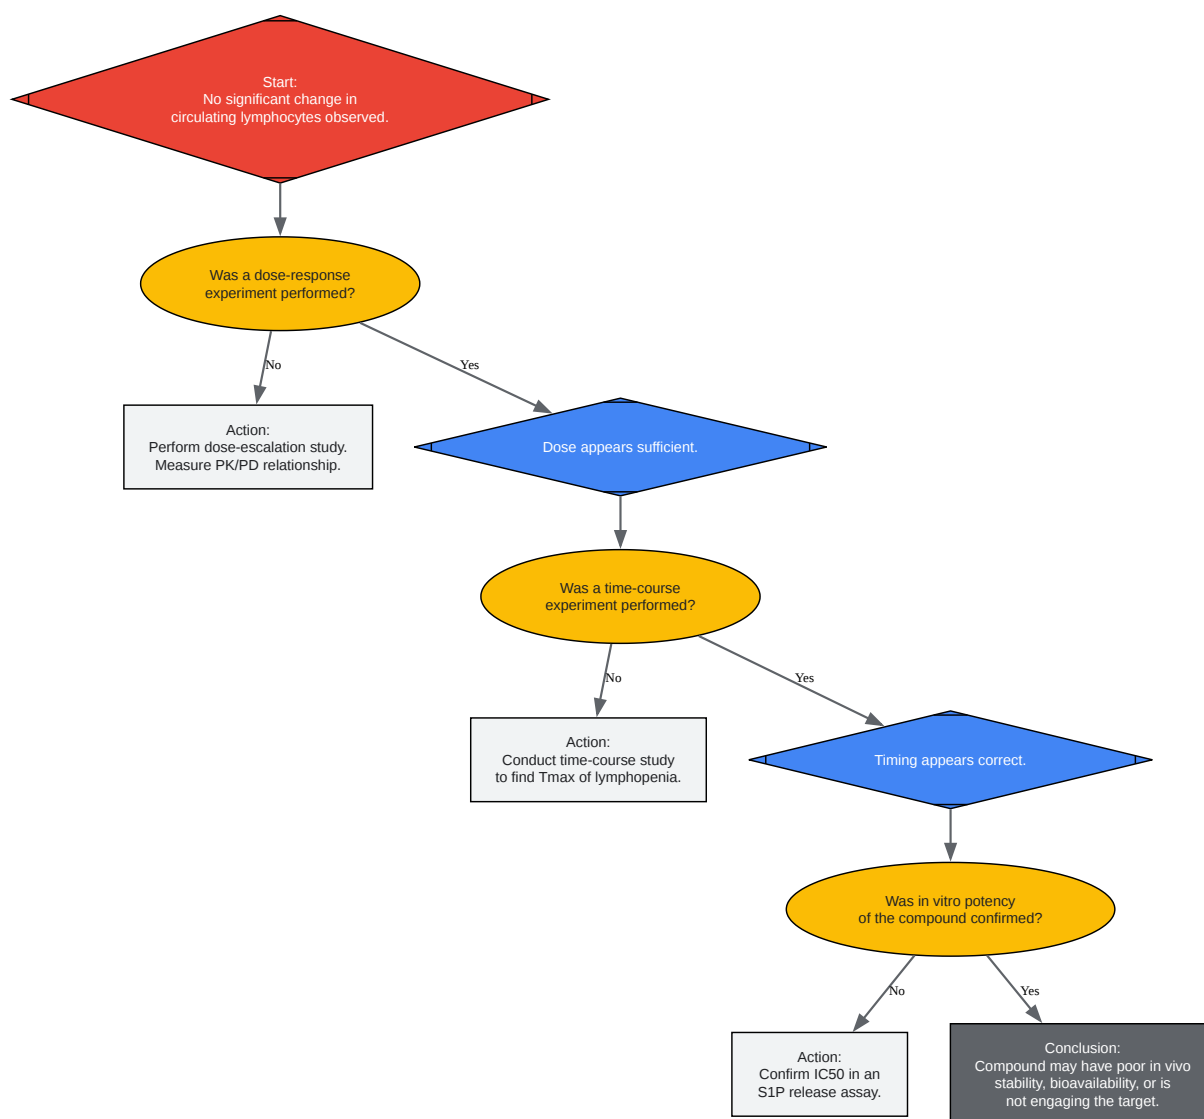 Start:
No significant change in
circulating lymphocytes observed.
Was a dose-response
experiment performed?
No
Yes
Action:
Perform dose-escalation study.
Measure PK/PD relationship.
Dose appears sufficient.
Was a time-course
experiment performed?
No
Yes
Action:
Conduct time-course study
to find Tmax of lymphopenia.
Timing appears correct.
Was in vitro potency
of the compound confirmed?
No
Yes
Action:
Confirm IC50 in an
S1P release assay.
Conclusion:
Compound may have poor in vivo
stability, bioavailability, or is
not engaging the target.